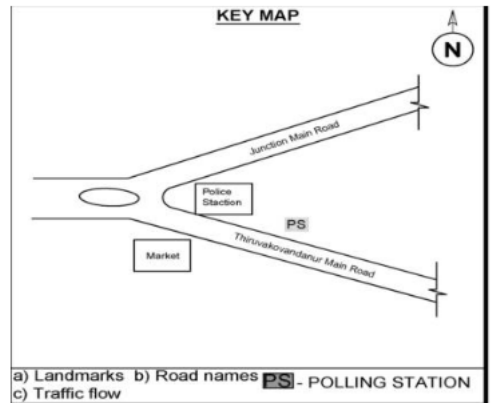 KEY MAP
N
Junction Main Road
Police
Staction
PS
Thiruvakovandanur Main Road
Market
a) Landmarks b) Road names PS - POLLING STATION
c) Traffic flow